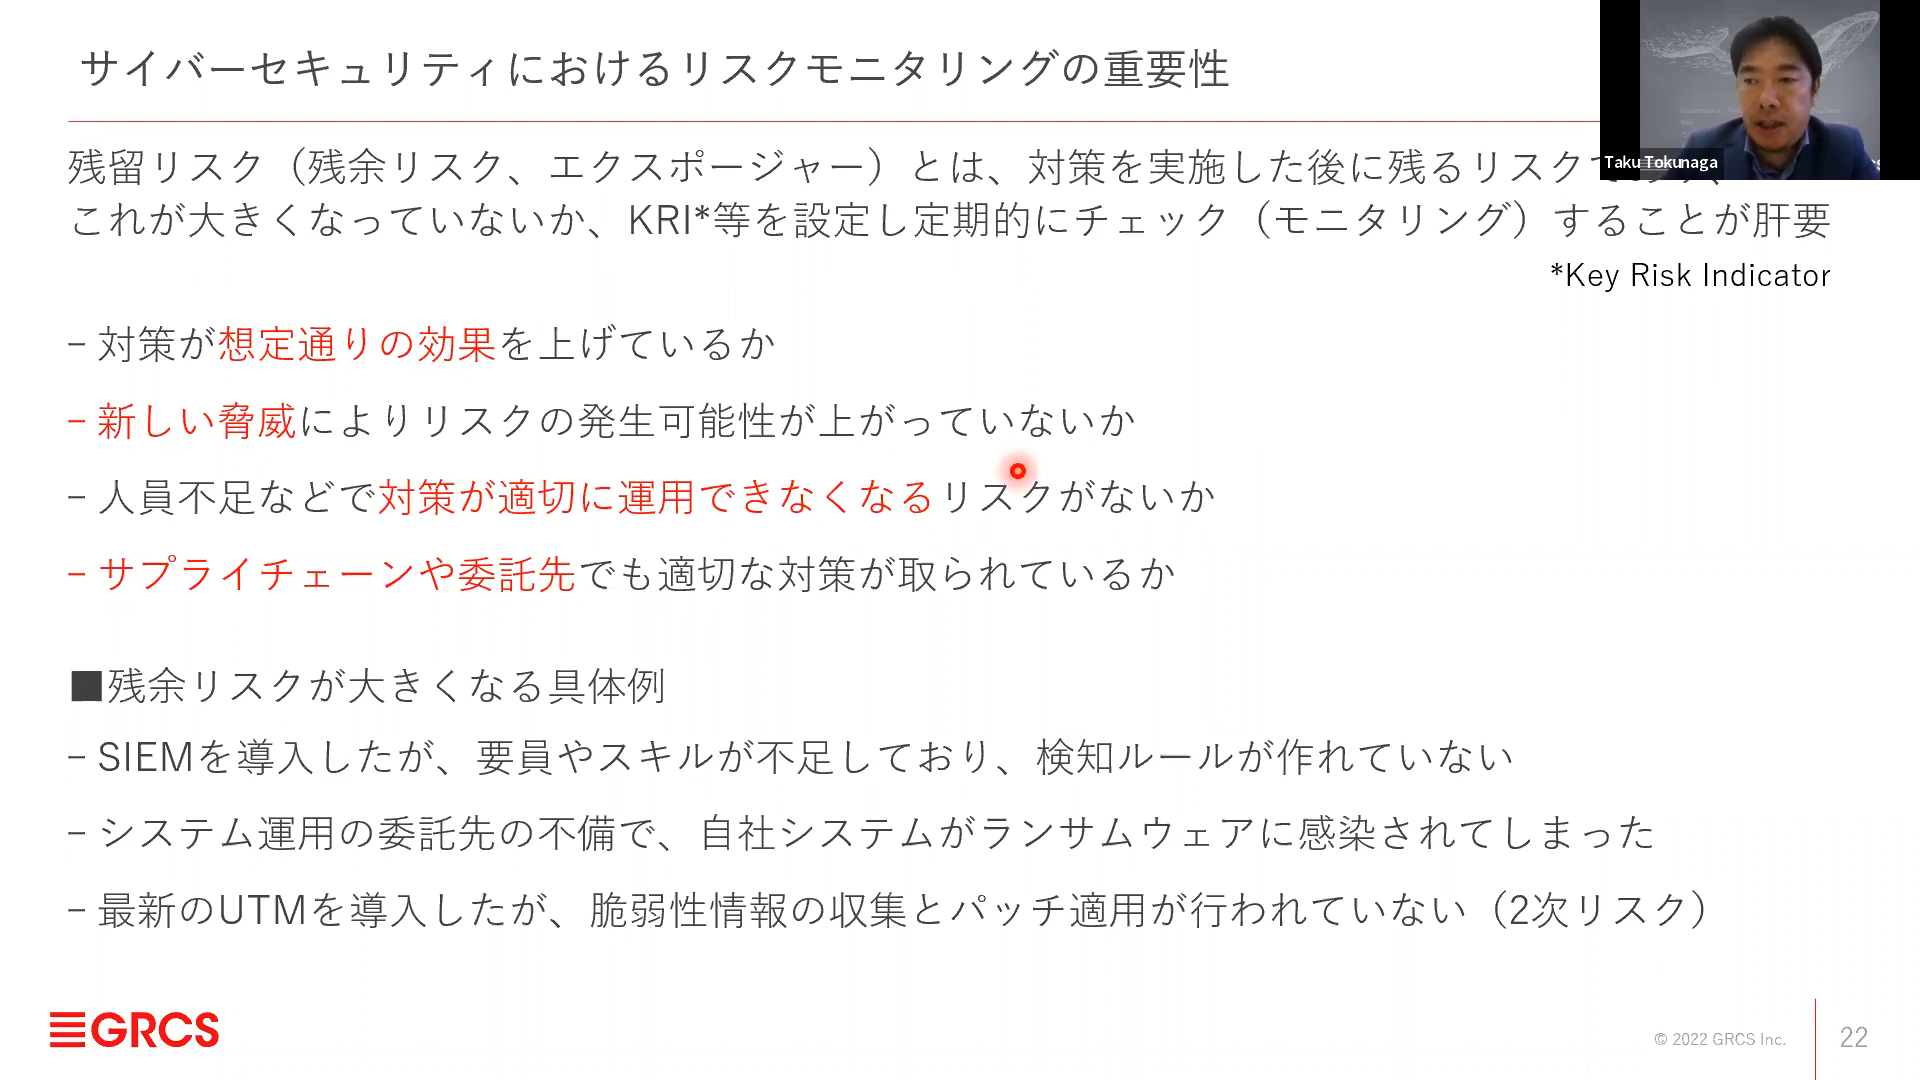 サイバーセキュリティにおけるリスクモニタリングの重要性
Taku Tokunaga
残留リスク（残余リスク、エクスポージャー）とは、対策を実施した後に残るリスク
これが大きくなっていないか、KRI*等を設定し定期的にチェック（モニタリング）することが肝要
*Key Risk Indicator
– 対策が想定通りの効果を上げているか
– 新しい脅威によりリスクの発生可能性が上がっていないか
– 人員不足などで対策が適切に運用できなくなるリスクがないか
– サプライチェーンや委託先でも適切な対策が取られているか
■残余リスクが大きくなる具体例
– SIEMを導入したが、要員やスキルが不足しており、検知ルールが作れていない
– システム運用の委託先の不備で、自社システムがランサムウェアに感染されてしまった
– 最新のUTMを導入したが、脆弱性情報の収集とパッチ適用が行われていない（2次リスク）
GRCS
© 2022 GRCS Inc.
22